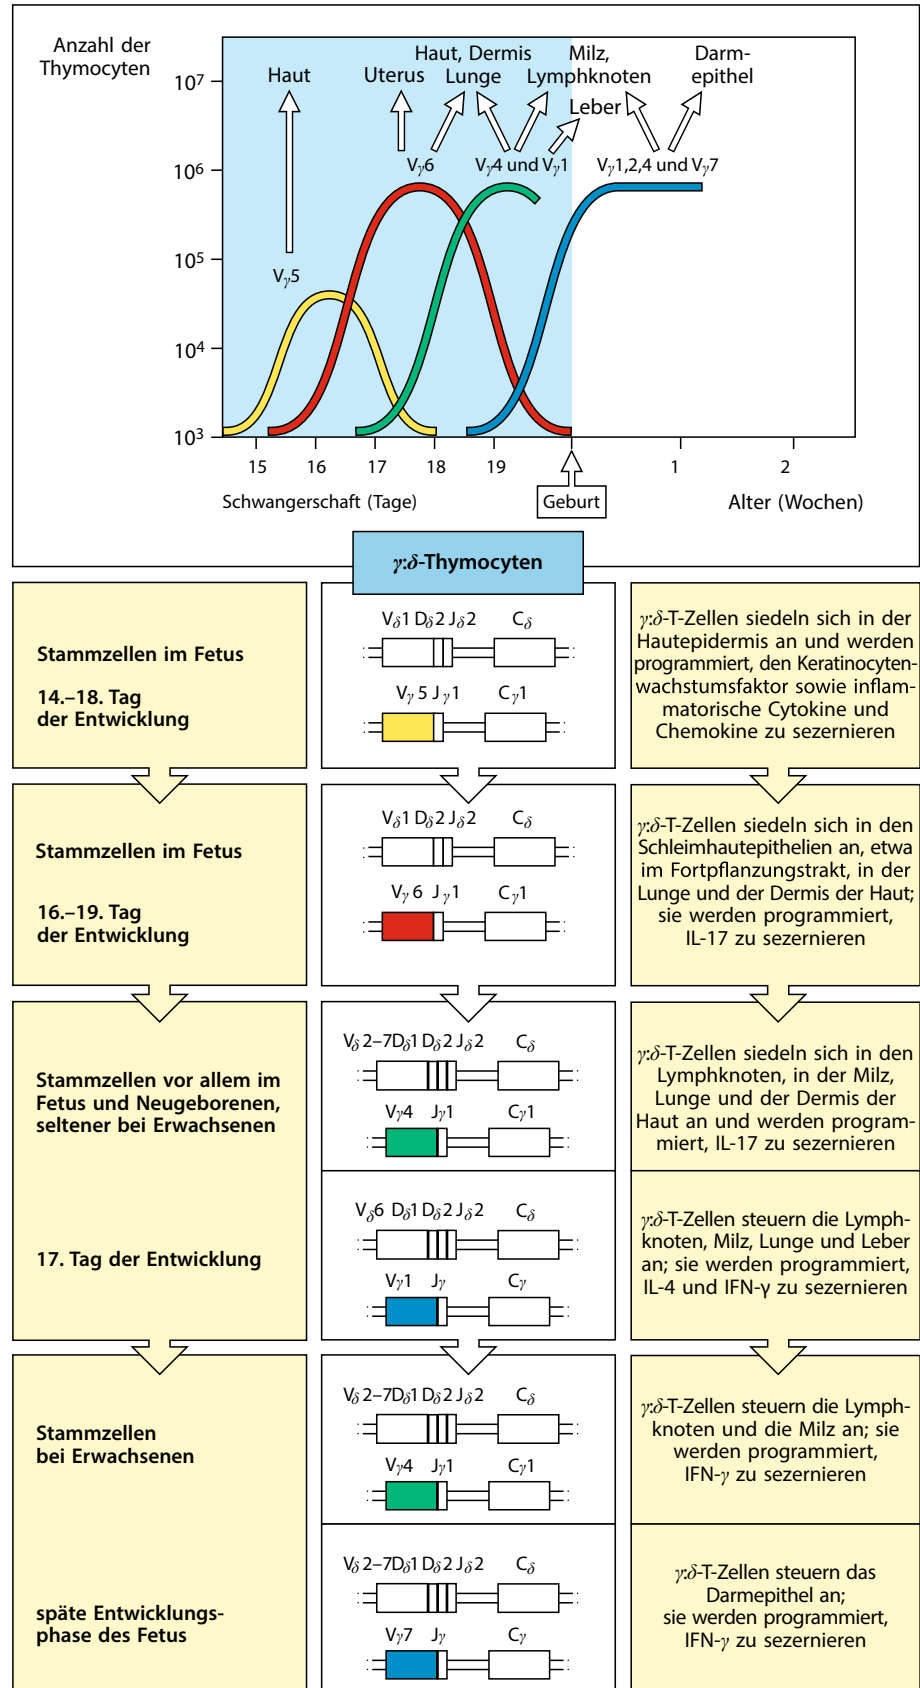 Anzahl der
Thymocyten
10⁷
10⁶
10⁵
10⁴
10³
Haut
Uterus
Haut, Dermis
Lunge
Milz,
Lymphknoten
Leber
Darm-
epithel
Vγ5
Vγ6
Vγ4 und Vγ1
Vγ1,2,4 und Vγ7
15 16 17 18 19 1 2
Schwangerschaft (Tage)
Geburt
Alter (Wochen)
γ:δ-Thymocyten
Stammzellen im Fetus
14.–18. Tag
der Entwicklung
Vδ1 Dδ2 Jδ2 Cδ
Vγ 5 Jγ1 Cγ1
γ:δ-T-Zellen siedeln sich in der
Hautepidermis an und werden
programmiert, den Keratinocyten-
wachstumsfaktor sowie inflam-
matorische Cytokine und
Chemokine zu sezernieren
Stammzellen im Fetus
16.–19. Tag
der Entwicklung
Vδ1 Dδ2 Jδ2 Cδ
Vγ 6 Jγ1 Cγ1
γ:δ-T-Zellen siedeln sich in den
Schleimhautepithelien an, etwa
im Fortpflanzungstrakt, in der
Lunge und der Dermis der Haut;
sie werden programmiert,
IL-17 zu sezernieren
Stammzellen vor allem im
Fetus und Neugeborenen,
seltener bei Erwachsenen
Vδ 2–7Dδ1 Dδ2 Jδ2 Cδ
Vγ4 Jγ1 Cγ1
γ:δ-T-Zellen siedeln sich in den
Lymphknoten, in der Milz,
Lunge und der Dermis der
Haut an und werden program-
miert, IL-17 zu sezernieren
17. Tag der Entwicklung
Vδ6 Dδ1 Dδ2 Jδ2 Cδ
Vγ1 Jγ Cγ
γ:δ-T-Zellen steuern die Lymph-
knoten, Milz, Lunge und Leber
an; sie werden programmiert,
IL-4 und IFN-γ zu sezernieren
Stammzellen
bei Erwachsenen
Vδ 2–7Dδ1 Dδ2 Jδ2 Cδ
Vγ4 Jγ1 Cγ1
γ:δ-T-Zellen steuern die Lymph-
knoten und die Milz an; sie
werden programmiert,
IFN-γ zu sezernieren
späte Entwicklungs-
phase des Fetus
Vδ 2–7Dδ1 Dδ2 Jδ2 Cδ
Vγ7 Jγ Cγ
γ:δ-T-Zellen steuern das
Darmepithel an;
sie werden programmiert,
IFN-γ zu sezernieren